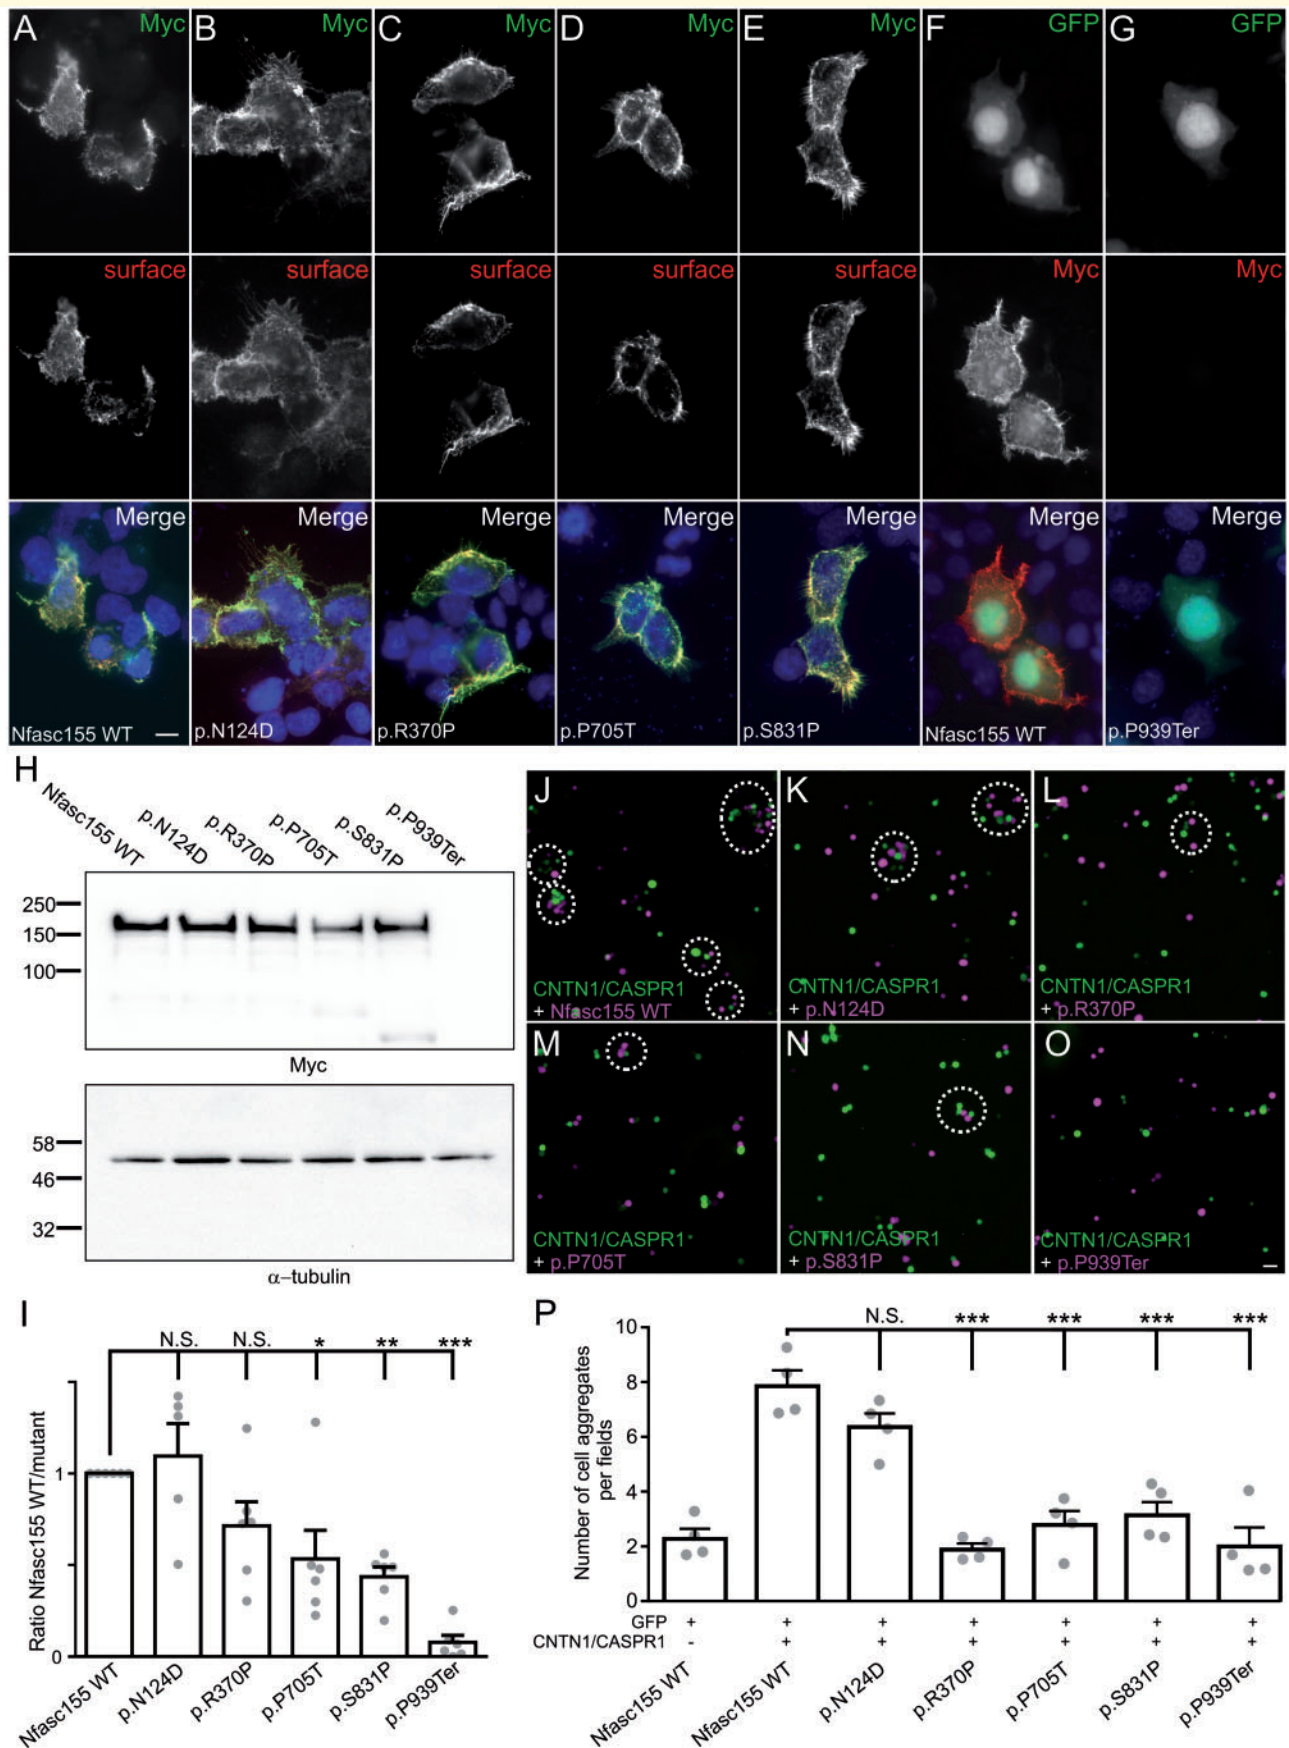 A Myc B Myc C Myc D Myc E Myc F GFP G GFP
surface surface surface surface surface Myc Myc
Merge Merge Merge Merge Merge Merge Merge
Nfasc155 WT p.N124D p.R370P p.P705T p.S831P Nfasc155 WT p.P939Ter
H
Nfasc155 WT p.N124D p.R370P p.P705T p.S831P p.P939Ter
250
150
100
Myc
58
46
32
α–tubulin
J K L
CNTN1/CASPR1 CNTN1/CASPR1 CNTN1/CASPR1
+ Nfasc155 WT + p.N124D + p.R370P
M N O
CNTN1/CASPR1 CNTN1/CASPR1 CNTN1/CASPR1
+ p.P705T + p.S831P + p.P939Ter
I
N.S. N.S. * ** ***
Ratio Nfasc155 WT/mutant
1
0
Nfasc155 WT p.N124D p.R370P p.P705T p.S831P p.P939Ter
P
N.S. *** *** *** ***
Number of cell aggregates
per fields
10
8
6
4
2
0
GFP + + + + + + +
CNTN1/CASPR1 - + + + + + +
Nfasc155 WT Nfasc155 WT p.N124D p.R370P p.P705T p.S831P p.P939Ter